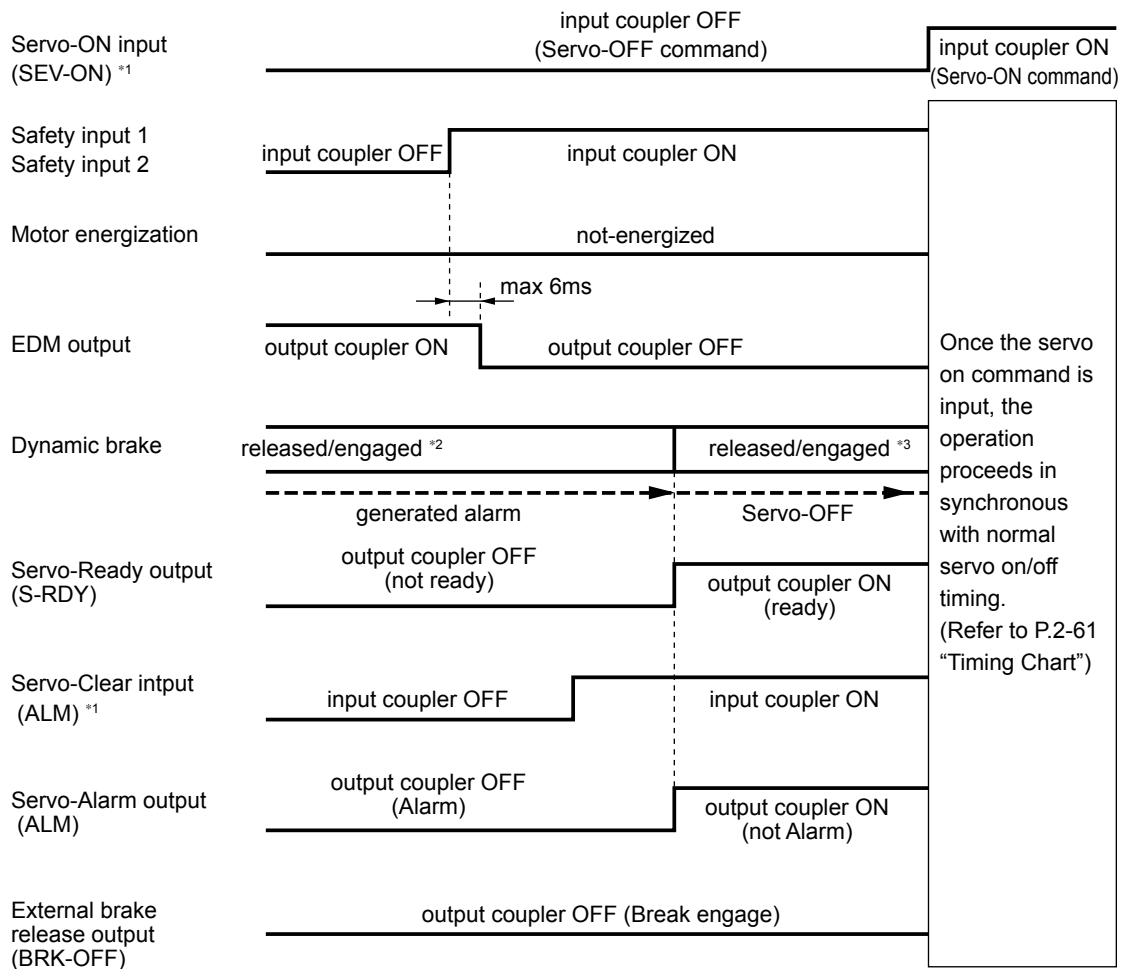 input coupler OFF
(Servo-OFF command)
Servo-ON input
(SEV-ON) *1
input coupler ON
(Servo-ON command)
Safety input 1
Safety input 2
input coupler OFF
input coupler ON
Motor energization
not-energized
max 6ms
EDM output
output coupler ON
output coupler OFF
Dynamic brake
released/engaged *2
released/engaged *3
generated alarm
Servo-OFF
Servo-Ready output
(S-RDY)
output coupler OFF
(not ready)
output coupler ON
(ready)
Servo-Clear intput
(ALM) *1
input coupler OFF
input coupler ON
Servo-Alarm output
(ALM)
output coupler OFF
(Alarm)
output coupler ON
(not Alarm)
External brake
release output
(BRK-OFF)
output coupler OFF (Break engage)
Once the servo
on command is
input, the
operation
proceeds in
synchronous
with normal
servo on/off
timing.
(Refer to P.2-61
“Timing Chart”)